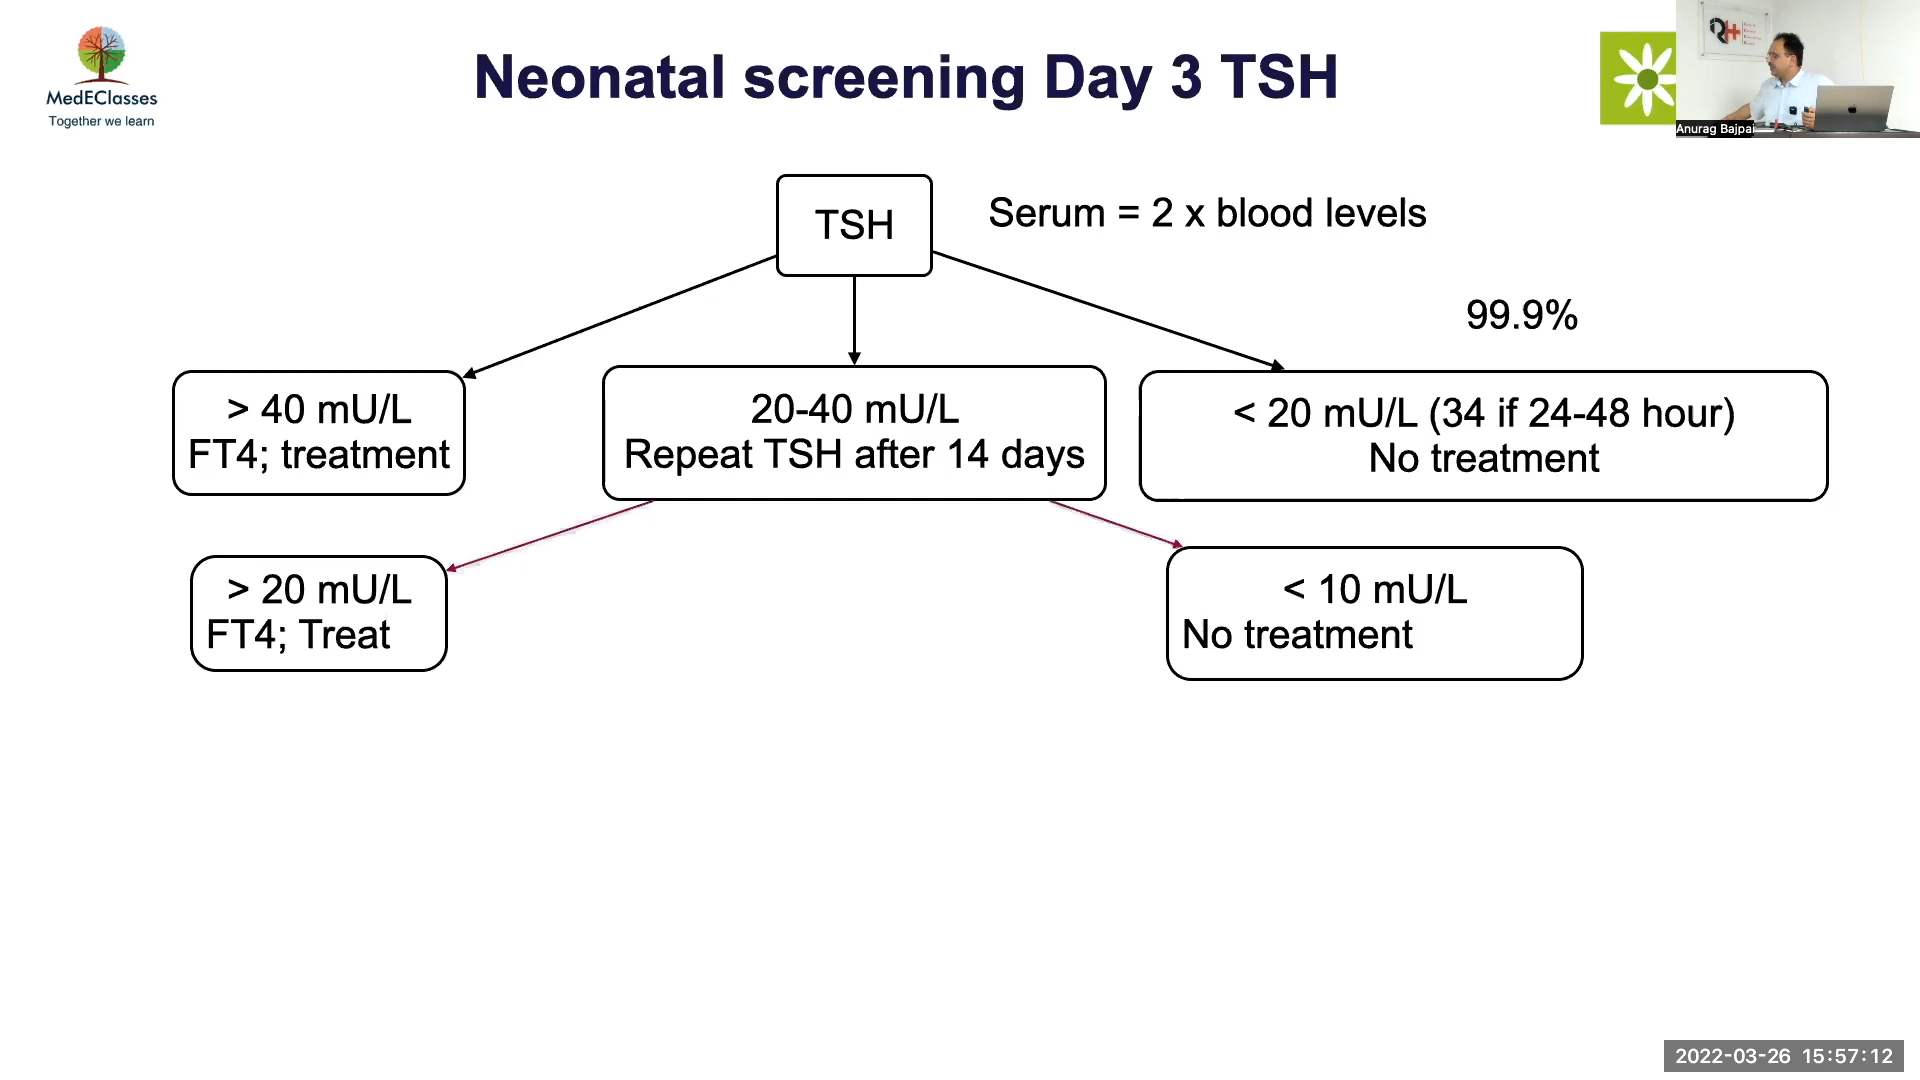 MedEClasses
Together we learn
Neonatal screening Day 3 TSH
Anurag Bajpai
TSH
Serum = 2 x blood levels
99.9%
> 40 mU/L
FT4; treatment
20-40 mU/L
Repeat TSH after 14 days
< 20 mU/L (34 if 24-48 hour)
No treatment
> 20 mU/L
FT4; Treat
< 10 mU/L
No treatment
2022-03-26 15:57:12